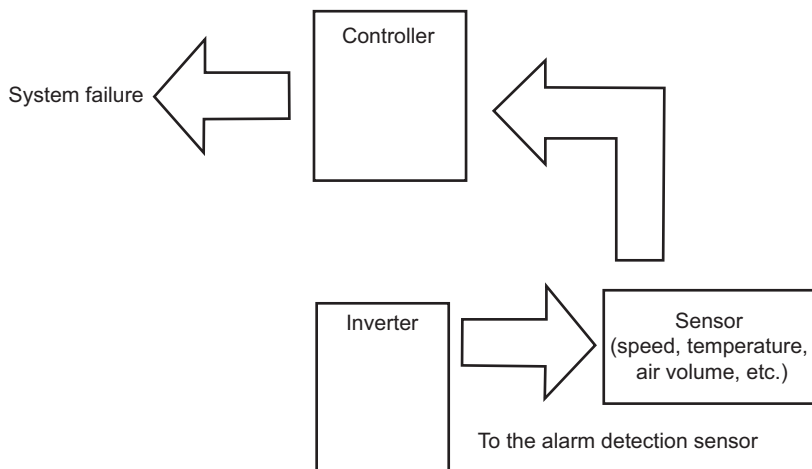 Controller
System failure
Inverter
Sensor
(speed, temperature,
air volume, etc.)
To the alarm detection sensor